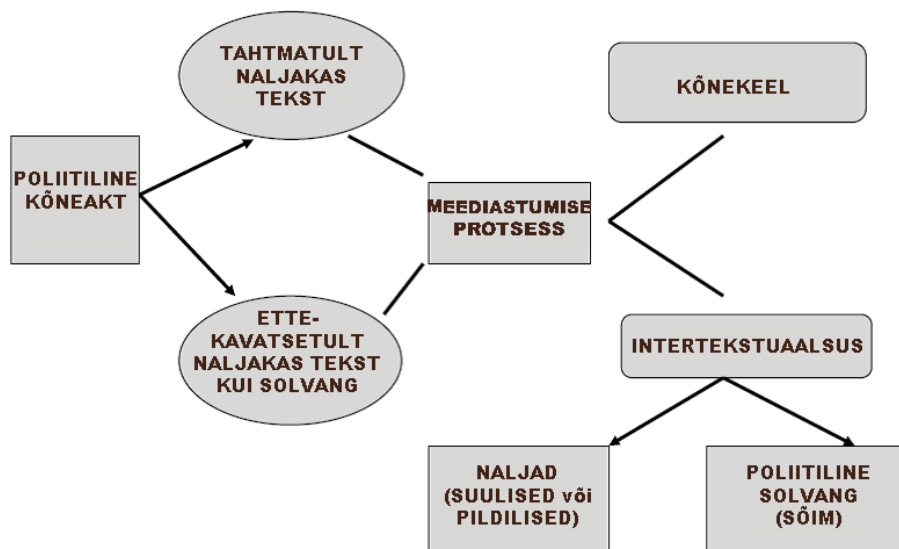 TAHTMATULT
NALJAKAS
TEKST
KÕNEKEEL
POLIITILINE
KÕNEAKT
MEEDIASTUMISE
PROTSESS
ETTE-
KAVATSETULT
NALJAKAS TEKST
KUI SOLVANG
INTERTEKSTUAALSUS
NALJAD
(SUULISED või
PILDILISED)
POLIITILINE
SOLVANG
(SÕIM)